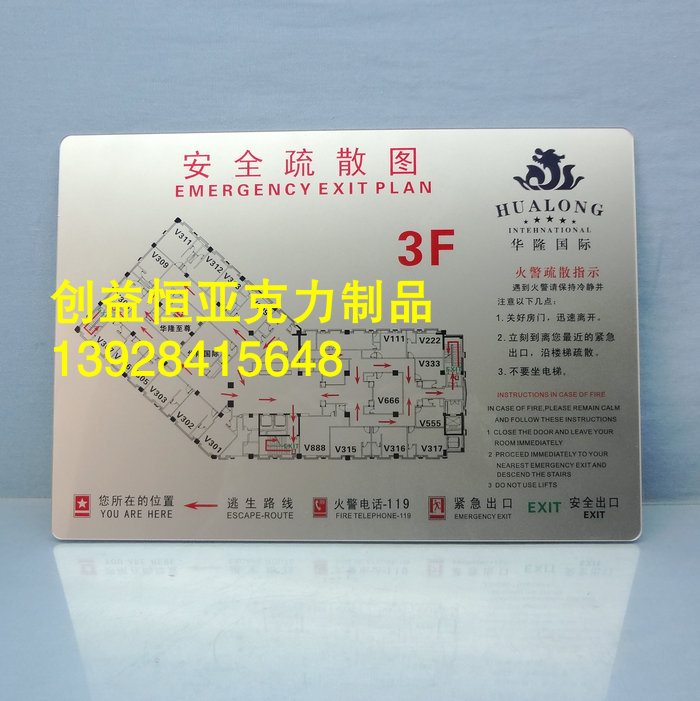 安全疏散图
EMERGENCY EXIT PLAN
HUALONG
INTERNATIONAL
华隆国际
3F
火警疏散指示
遇到火警请保持冷静并
注意以下几点：
1. 关好房门，迅速离开。
2. 立刻到离您最近的紧急
出口，沿楼梯疏散。
3. 不要坐电梯。
INSTRUCTIONS IN CASE OF FIRE
IN CASE OF FIRE,PLEASE REMAIN CALM
AND FOLLOW THESE INSTRUCTIONS
1 CLOSE THE DOOR AND LEAVE YOUR
ROOM IMMEDIATELY
2 PROCEED IMMEDIATELY TO YOUR
NEAREST EMERGENCY EXIT AND
DESCEND THE STAIRS
3 DO NOT USE LIFTS
V311
V312
V309
创益恒亚克力制品
13928415648
华隆至尊
国际
V111
V222
V333
EXIT
V666
V303
V302
V301
EXIT
V888
V315
V316
V317
V555
您所在的位置
YOU ARE HERE
逃生路线
ESCAPE-ROUTE
火警电话-119
FIRE TELEPHONE-119
紧急出口
EMERGENCY EXIT
EXIT
安全出口
EXIT